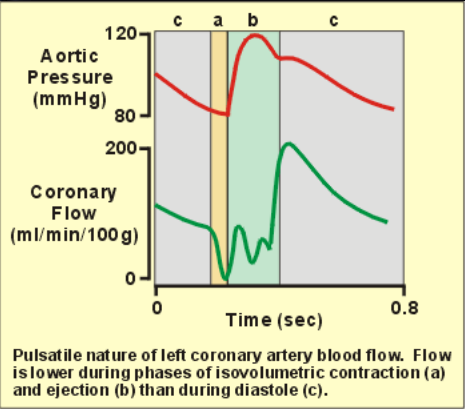 c a b c
120
Aortic
Pressure
(mmHg)
80
200
Coronary
Flow
(ml/min/100g)
0
0 0.8
Time (sec)
Pulsatile nature of left coronary artery blood flow. Flow
is lower during phases of isovolumetric contraction (a)
and ejection (b) than during diastole (c).